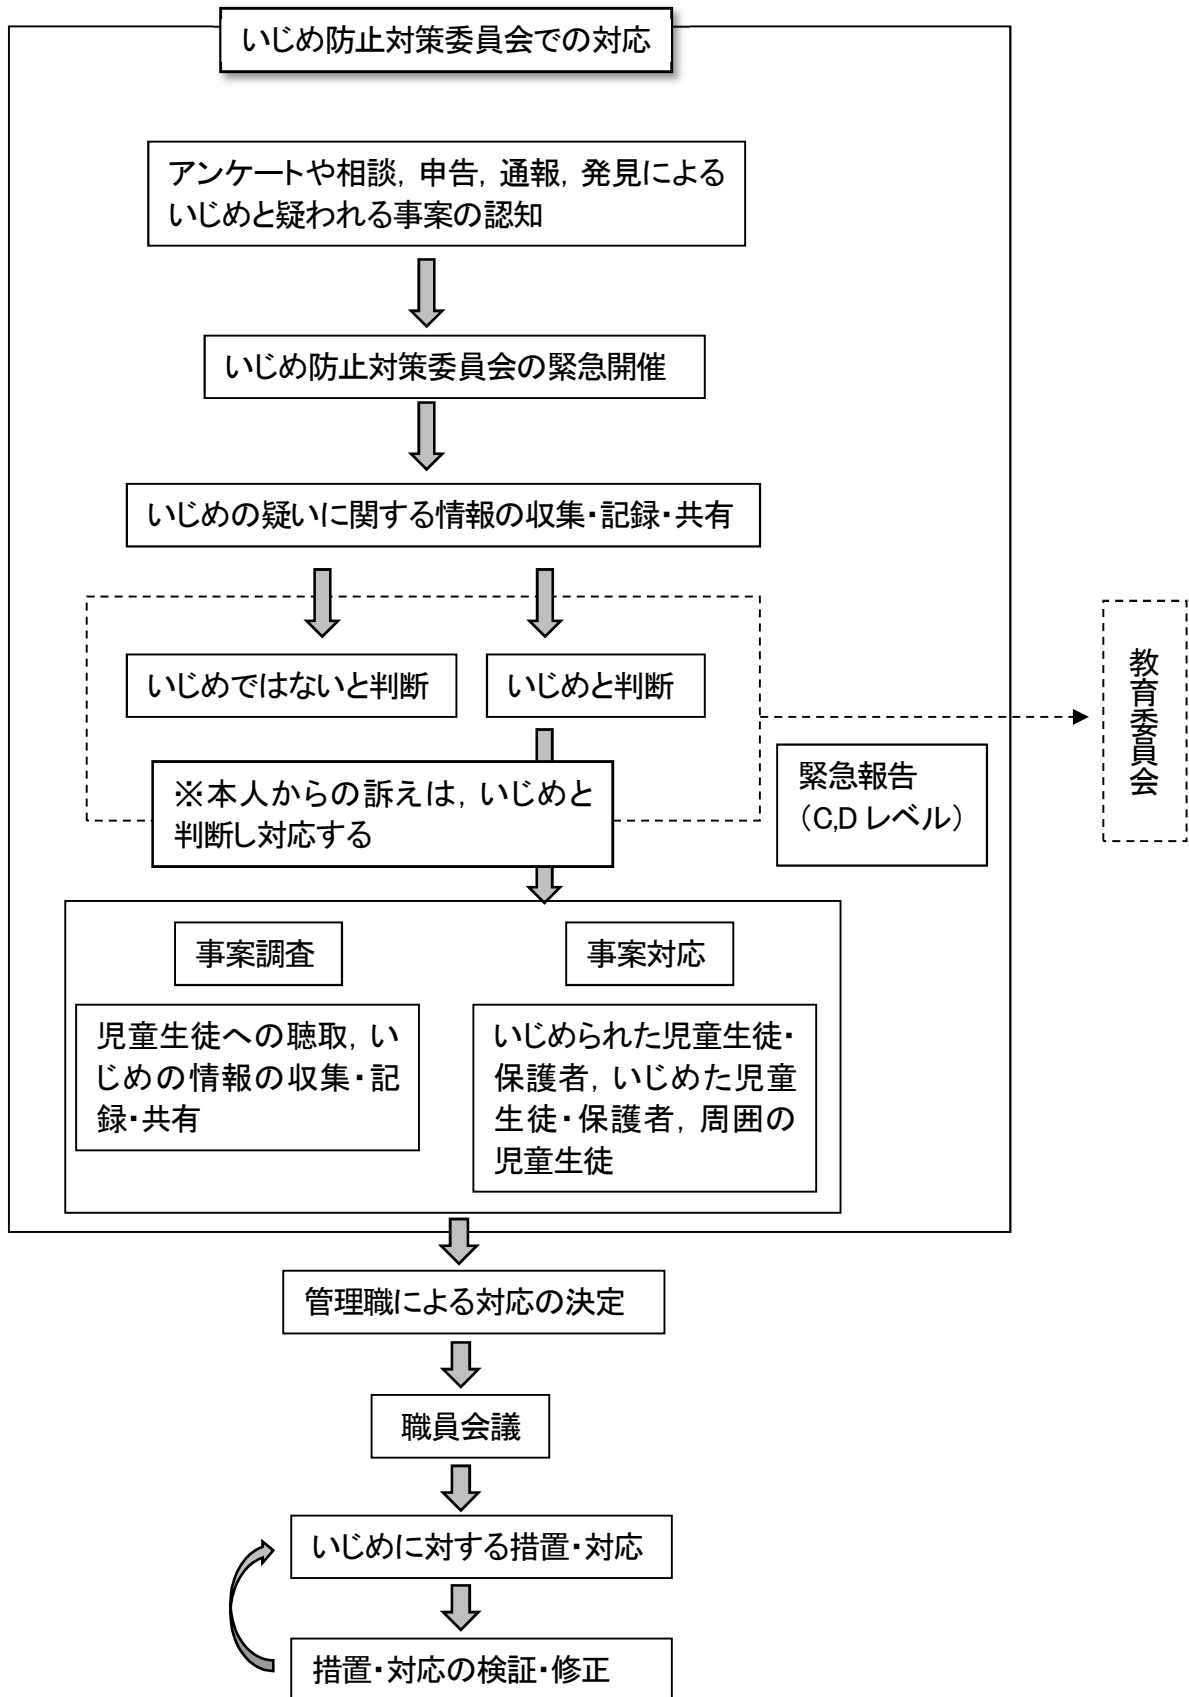 いじめ防止対策委員会での対応
アンケートや相談，申告，通報，発見による
いじめと疑われる事案の認知
いじめ防止対策委員会の緊急開催
いじめの疑いに関する情報の収集・記録・共有
いじめではないと判断
いじめと判断
※本人からの訴えは，いじめと
判断し対応する
緊急報告
（C,D レベル）
教育委員会
事案調査
事案対応
児童生徒への聴取，い
じめの情報の収集・記
録・共有
いじめられた児童生徒・
保護者，いじめた児童
生徒・保護者，周囲の
児童生徒
管理職による対応の決定
職員会議
いじめに対する措置・対応
措置・対応の検証・修正